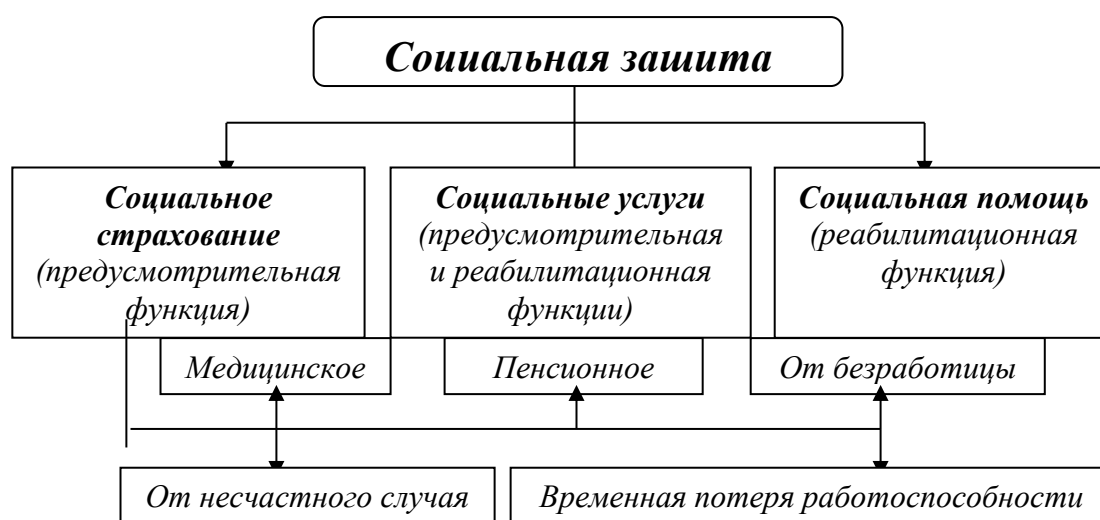 Социальная защита
Социальное
страхование
(предусмотрительная
функция)
Социальные услуги
(предусмотрительная
и реабилитационная
функции)
Социальная помощь
(реабилитационная
функция)
Медицинское
Пенсионное
От безработицы
От несчастного случая
Временная потеря работоспособности